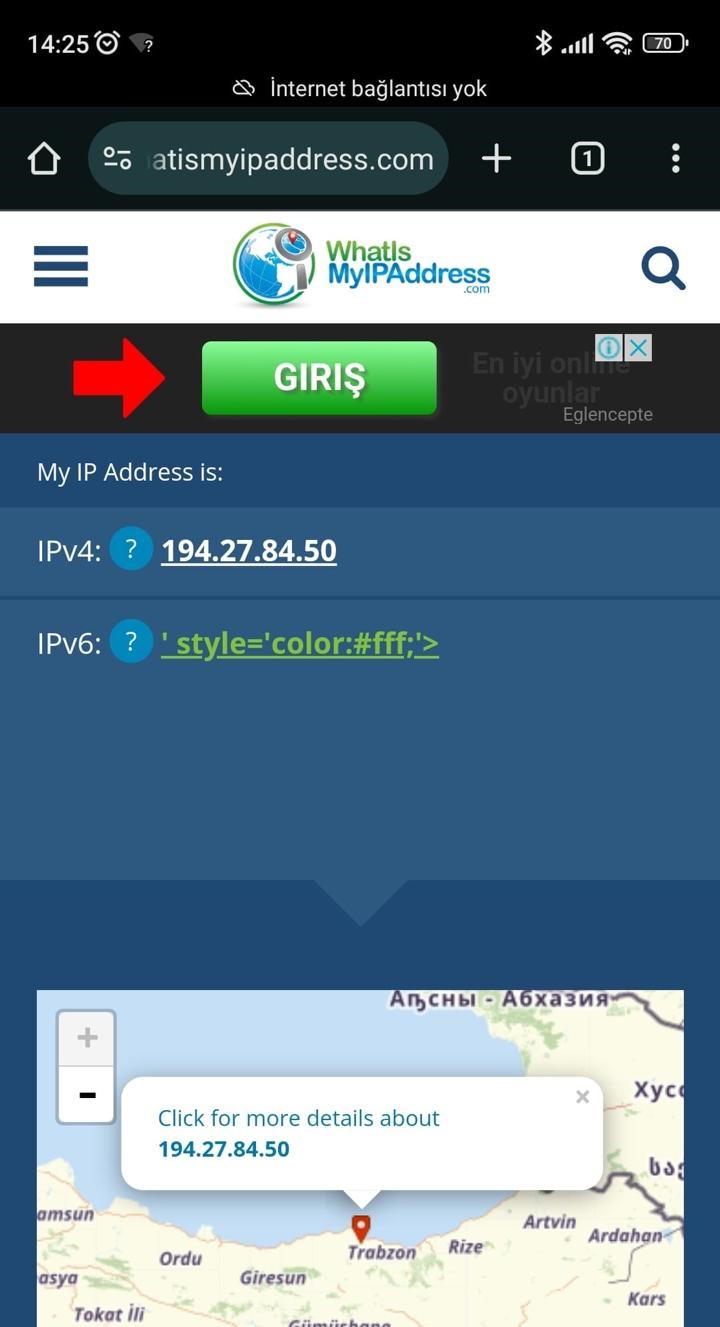 14:25
70
İnternet bağlantısı yok
atismyipaddress.com
1
WhatIs
MyIPAddress
.com
GIRIŞ
En iyi online
oyunlar
Eglencepte
My IP Address is:
IPv4: ? 194.27.84.50
IPv6: ? ' style='color:#fff;'>
Аҧсны - Абхазия
+
-
Click for more details about
194.27.84.50
×
amsun
Artvin
Ardahan
Trabzon
Rize
Ordu
asya
Giresun
Kars
Tokat İli